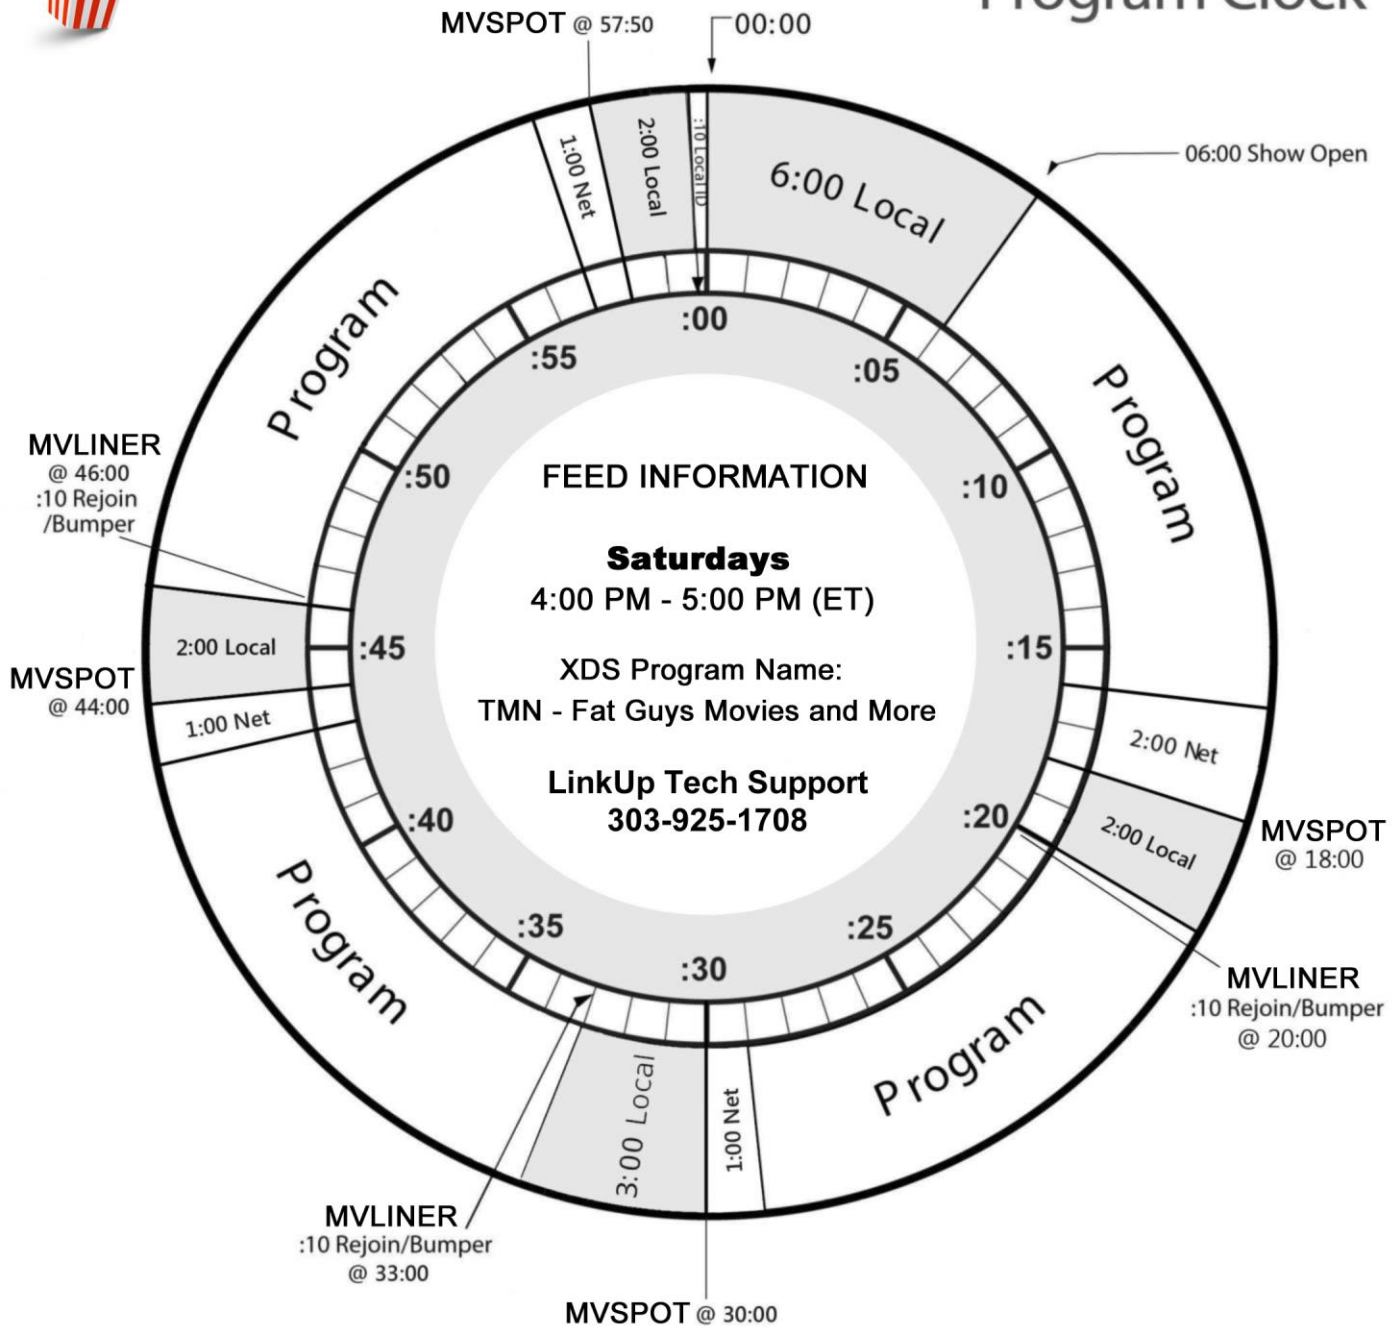 Program Clock
MVSPOT @ 57:50
00:00
06:00 Show Open
1:00 Net
2:00 Local
:10 Local ID
6:00 Local
Program
2:00 Net
2:00 Local
MVSPOT
@ 18:00
MVLINER
:10 Rejoin/Bumper
@ 20:00
Program
1:00 Net
MVSPOT @ 30:00
3:00 Local
MVLINER
:10 Rejoin/Bumper
@ 33:00
Program
1:00 Net
MVSPOT
@ 44:00
2:00 Local
MVLINER
@ 46:00
:10 Rejoin
/Bumper
Program
:00
:05
:10
:15
:20
:25
:30
:35
:40
:45
:50
:55
FEED INFORMATION
Saturdays
4:00 PM - 5:00 PM (ET)
XDS Program Name:
TMN - Fat Guys Movies and More
LinkUp Tech Support
303-925-1708